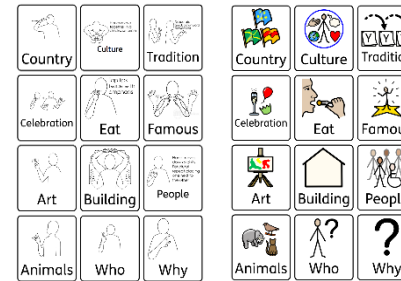 Country Culture Tradition Country Culture Traditio
Celebration Eat Famous Celebration Eat Famou
Art Building People Art Building Peopl
Animals Who Why Animals Who Why